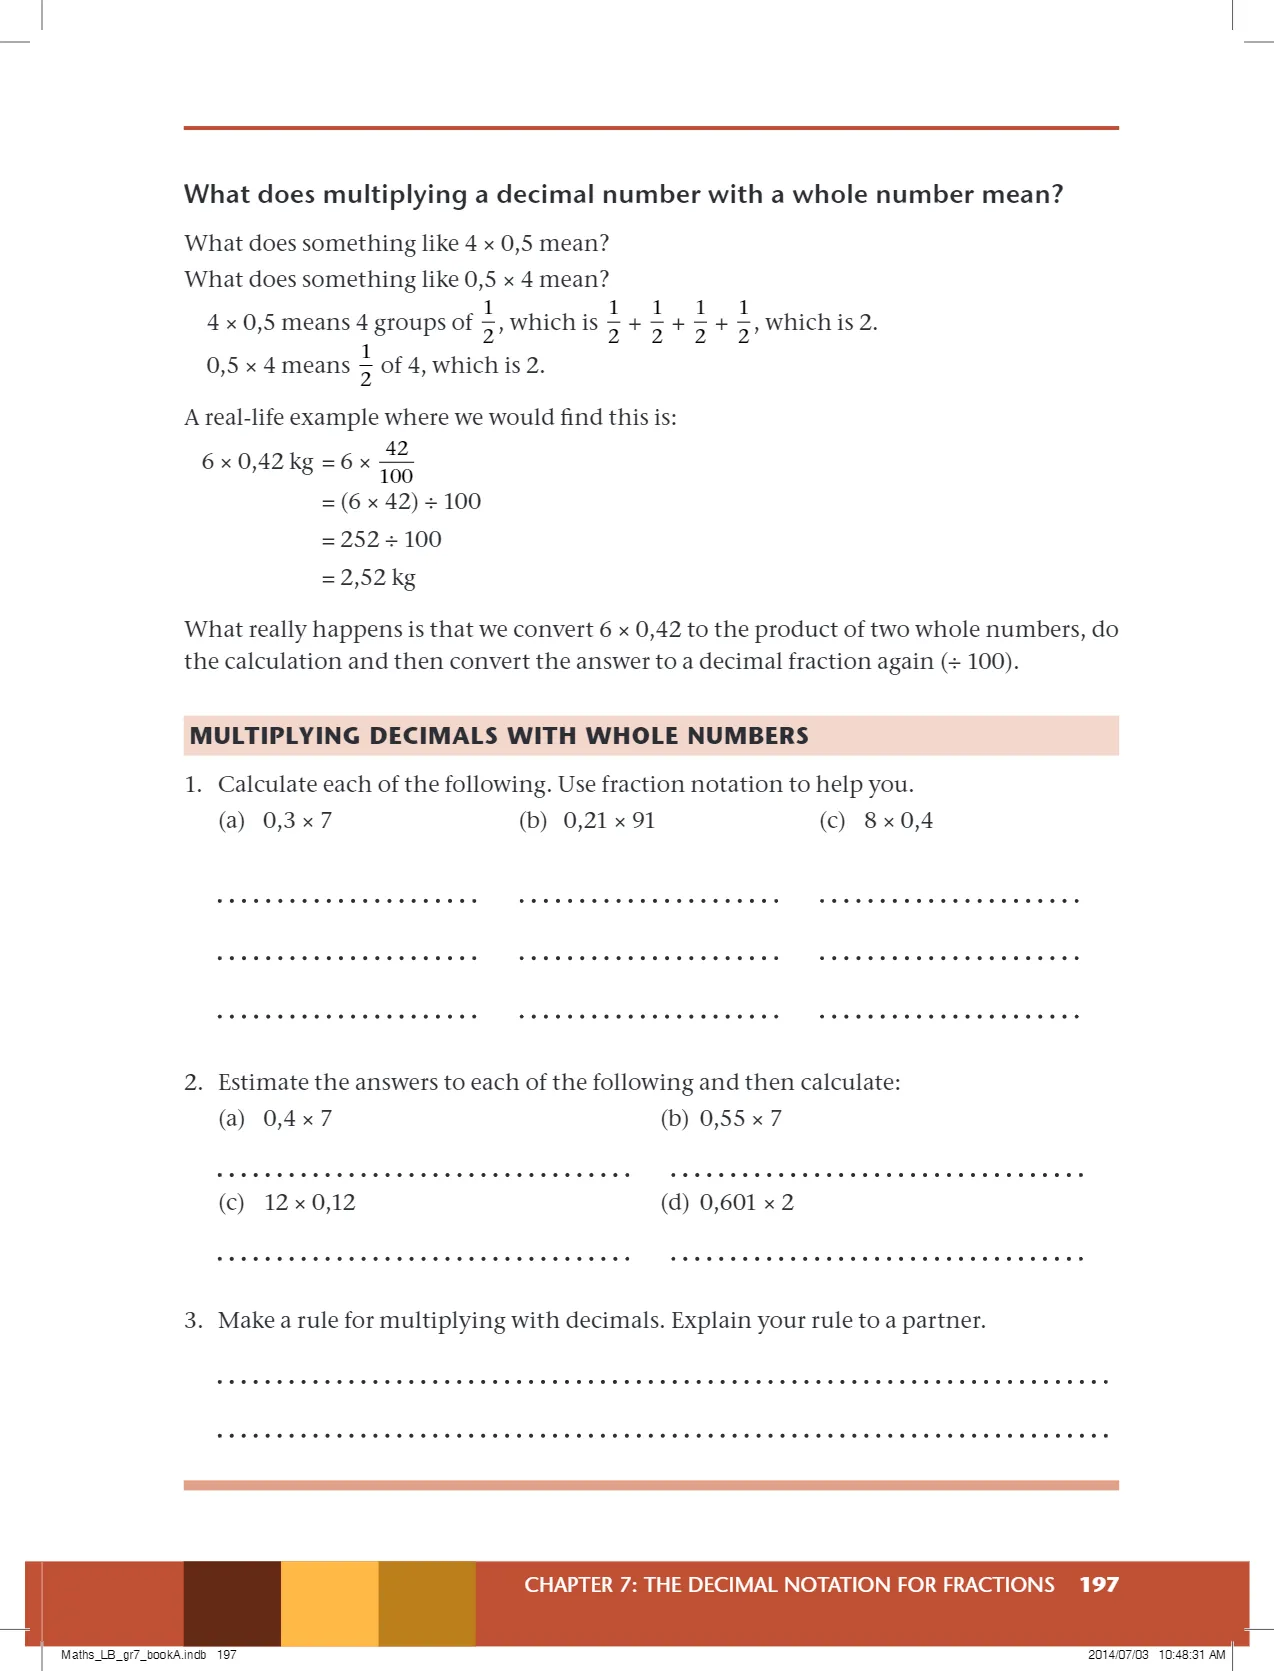 What does multiplying a decimal number with a whole number mean?
What does something like 4 × 0,5 mean?
What does something like 0,5 × 4 mean?
4 × 0,5 means 4 groups of 1/2, which is 1/2 + 1/2 + 1/2 + 1/2, which is 2.
0,5 × 4 means 1/2 of 4, which is 2.
A real-life example where we would find this is:
6 × 0,42 kg = 6 × 42/100
= (6 × 42) ÷ 100
= 252 ÷ 100
= 2,52 kg
What really happens is that we convert 6 × 0,42 to the product of two whole numbers, do
the calculation and then convert the answer to a decimal fraction again (÷ 100).
MULTIPLYING DECIMALS WITH WHOLE NUMBERS
1. Calculate each of the following. Use fraction notation to help you.
(a) 0,3 × 7 (b) 0,21 × 91 (c) 8 × 0,4
2. Estimate the answers to each of the following and then calculate:
(a) 0,4 × 7 (b) 0,55 × 7
(c) 12 × 0,12 (d) 0,601 × 2
3. Make a rule for multiplying with decimals. Explain your rule to a partner.
CHAPTER 7: THE DECIMAL NOTATION FOR FRACTIONS 197
Maths_LB_gr7_bookA.indb 197 2014/07/03 10:48:31 AM